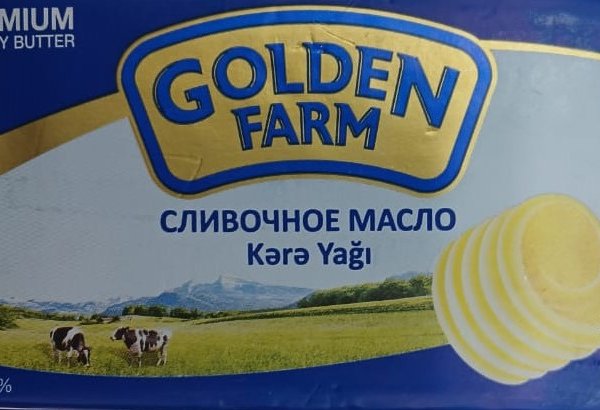 MIUM
Y BUTTER
GOLDEN
FARM
СЛИВОЧНОЕ МАСЛО
Kərə Yağı
%